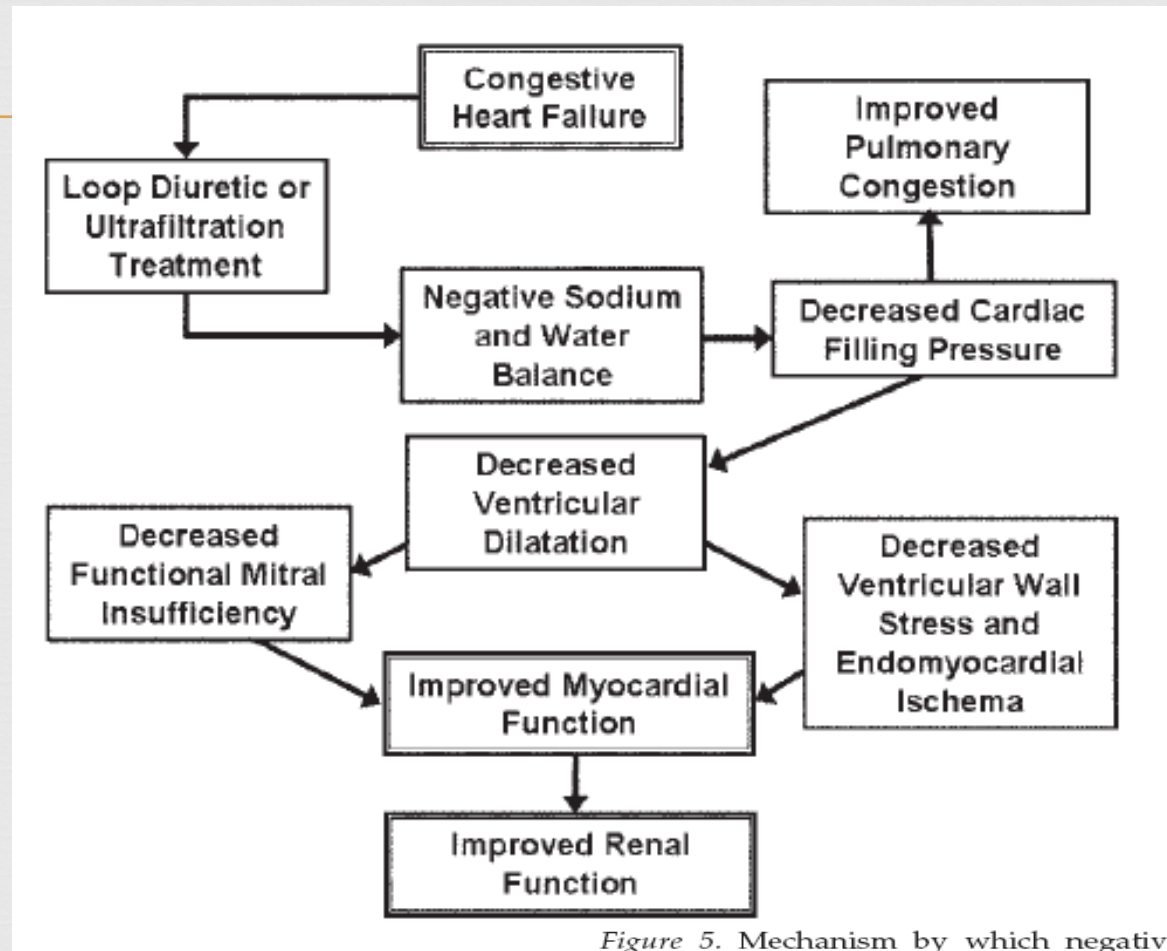 Congestive
Heart Failure
Improved
Pulmonary
Congestion
Loop Diuretic or
Ultrafiltration
Treatment
Negative Sodium
and Water
Balance
Decreased Cardiac
Filling Pressure
Decreased
Ventricular
Dilatation
Decreased
Functional Mitral
Insufficiency
Decreased
Ventricular Wall
Stress and
Endomyocardial
Ischema
Improved Myocardial
Function
Improved Renal
Function
Figure 5. Mechanism by which negativ